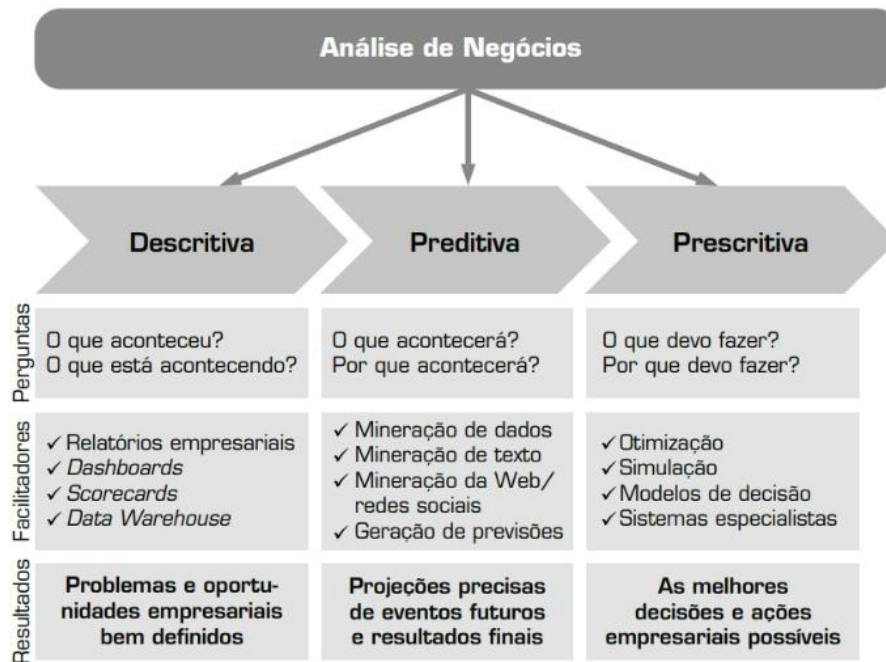 Análise de Negócios
Descritiva
Preditiva
Prescritiva
Perguntas
O que aconteceu?
O que está acontecendo?
O que acontecerá?
Por que acontecerá?
O que devo fazer?
Por que devo fazer?
Facilitadores
✓ Relatórios empresariais
✓ Dashboards
✓ Scorecards
✓ Data Warehouse
✓ Mineração de dados
✓ Mineração de texto
✓ Mineração da Web/
redes sociais
✓ Geração de previsões
✓ Otimização
✓ Simulação
✓ Modelos de decisão
✓ Sistemas especialistas
Resultados
Problemas e oportu-
nidades empresariais
bem definidos
Projeções precisas
de eventos futuros
e resultados finais
As melhores
decisões e ações
empresariais possíveis